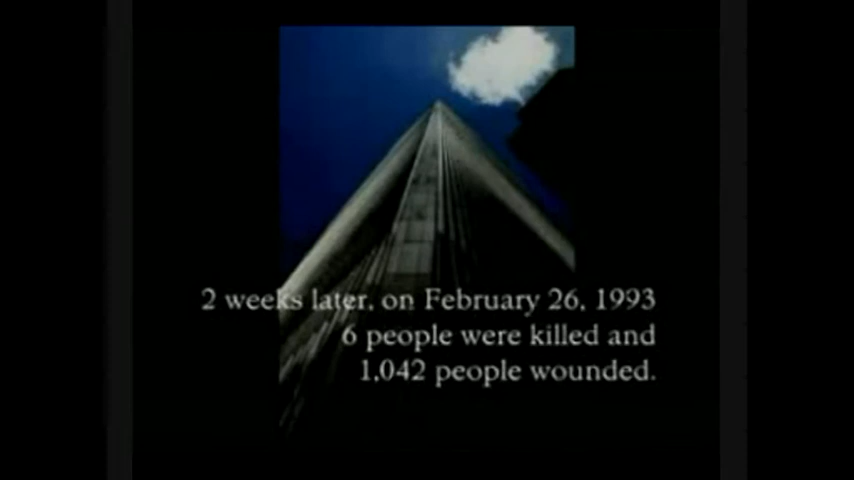 2 weeks later, on February 26, 1993
6 people were killed and
1,042 people wounded.